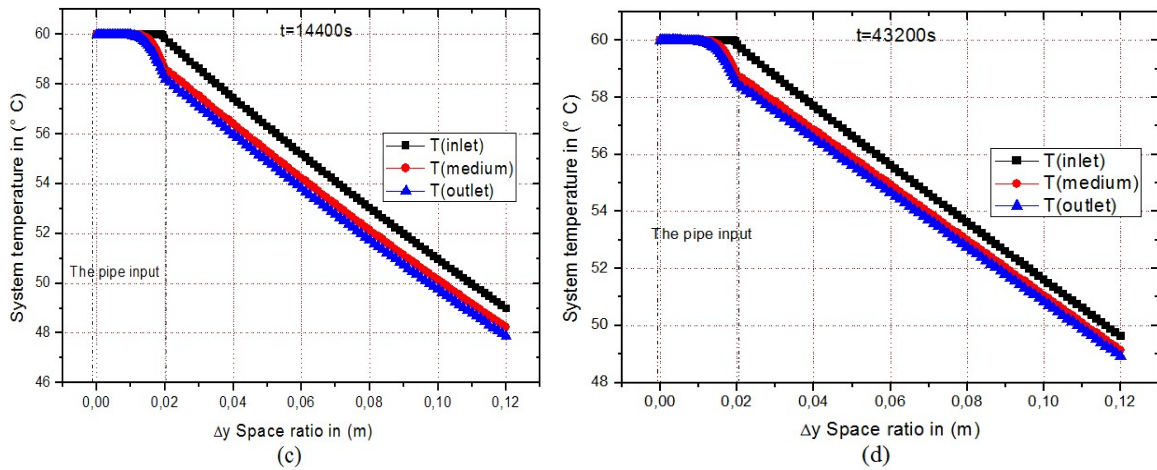 (c)
t=14400s
System temperature in (° C)
60
58
56
54
52
50
48
46
T(inlet)
T(medium)
T(outlet)
The pipe input
0,00 0,02 0,04 0,06 0,08 0,10 0,12
Δy Space ratio in (m)
(c)
(d)
t=43200s
System temperature in (° C)
60
58
56
54
52
50
48
T(inlet)
T(medium)
T(outlet)
The pipe input
0,00 0,02 0,04 0,06 0,08 0,10 0,12
Δy Space ratio in (m)
(d)